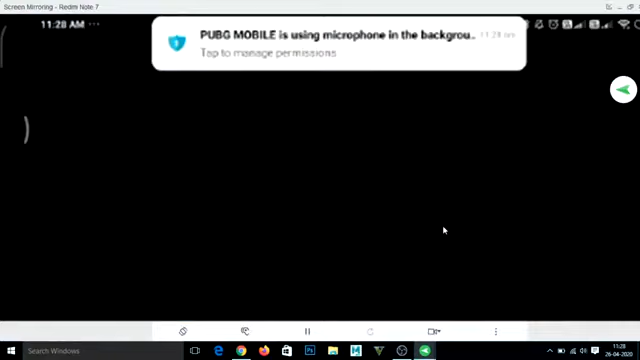 Screen Mirroring - Redmi Note 7
11:28 AM ···
PUBG MOBILE is using microphone in the backgrou..
Tap to manage permissions
Search Windows
11:28
26-04-2020